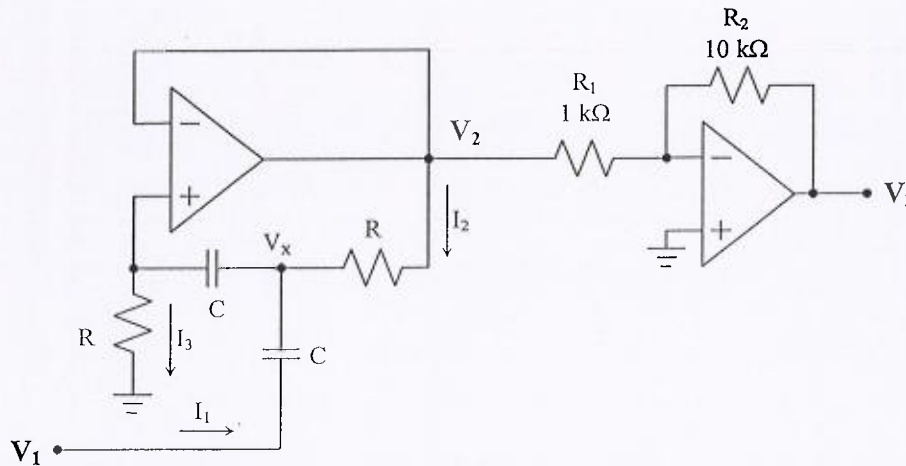 R₂
10 kΩ
R₁
1 kΩ
V₂
−
−
+
+
I₂
R
Vₓ
C
R
I₃
C
I₁
V₁